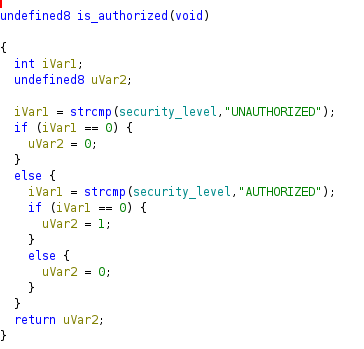 undefined8 is_authorized(void)
{
int iVar1;
undefined8 uVar2;
iVar1 = strcmp(security_level,"UNAUTHORIZED");
if (iVar1 == 0) {
uVar2 = 0;
}
else {
iVar1 = strcmp(security_level,"AUTHORIZED");
if (iVar1 == 0) {
uVar2 = 1;
}
else {
uVar2 = 0;
}
}
return uVar2;
}